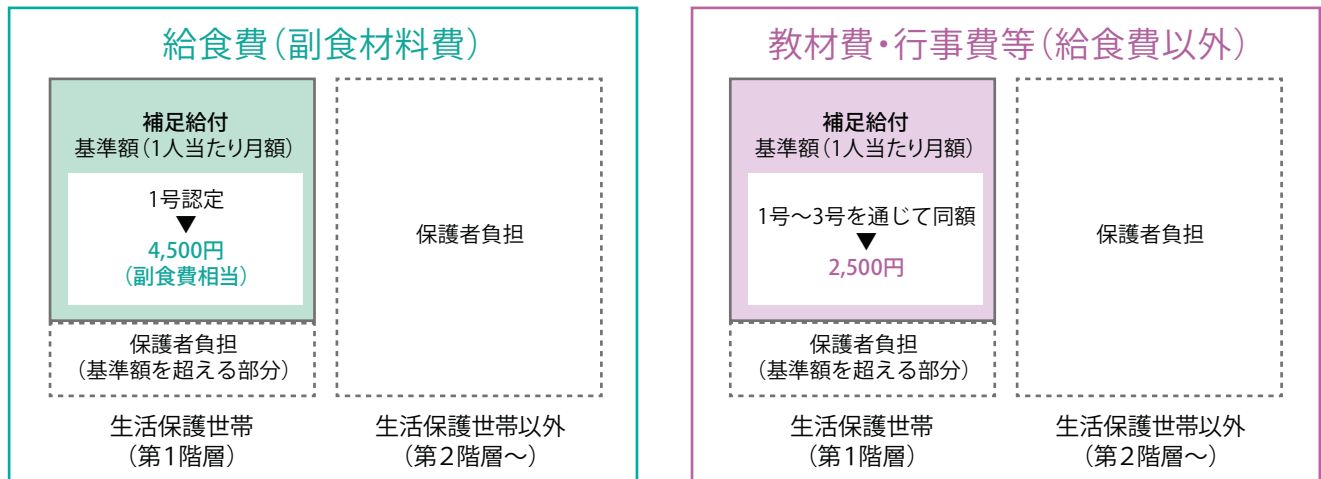 給食費（副食材料費）
補足給付
基準額（1人当たり月額）
1号認定
▼
4,500円
（副食費相当）
保護者負担
（基準額を超える部分）
生活保護世帯
（第1階層）
保護者負担
生活保護世帯以外
（第2階層～）
教材費・行事費等（給食費以外）
補足給付
基準額（1人当たり月額）
1号～3号を通じて同額
▼
2,500円
保護者負担
（基準額を超える部分）
生活保護世帯
（第1階層）
保護者負担
生活保護世帯以外
（第2階層～）